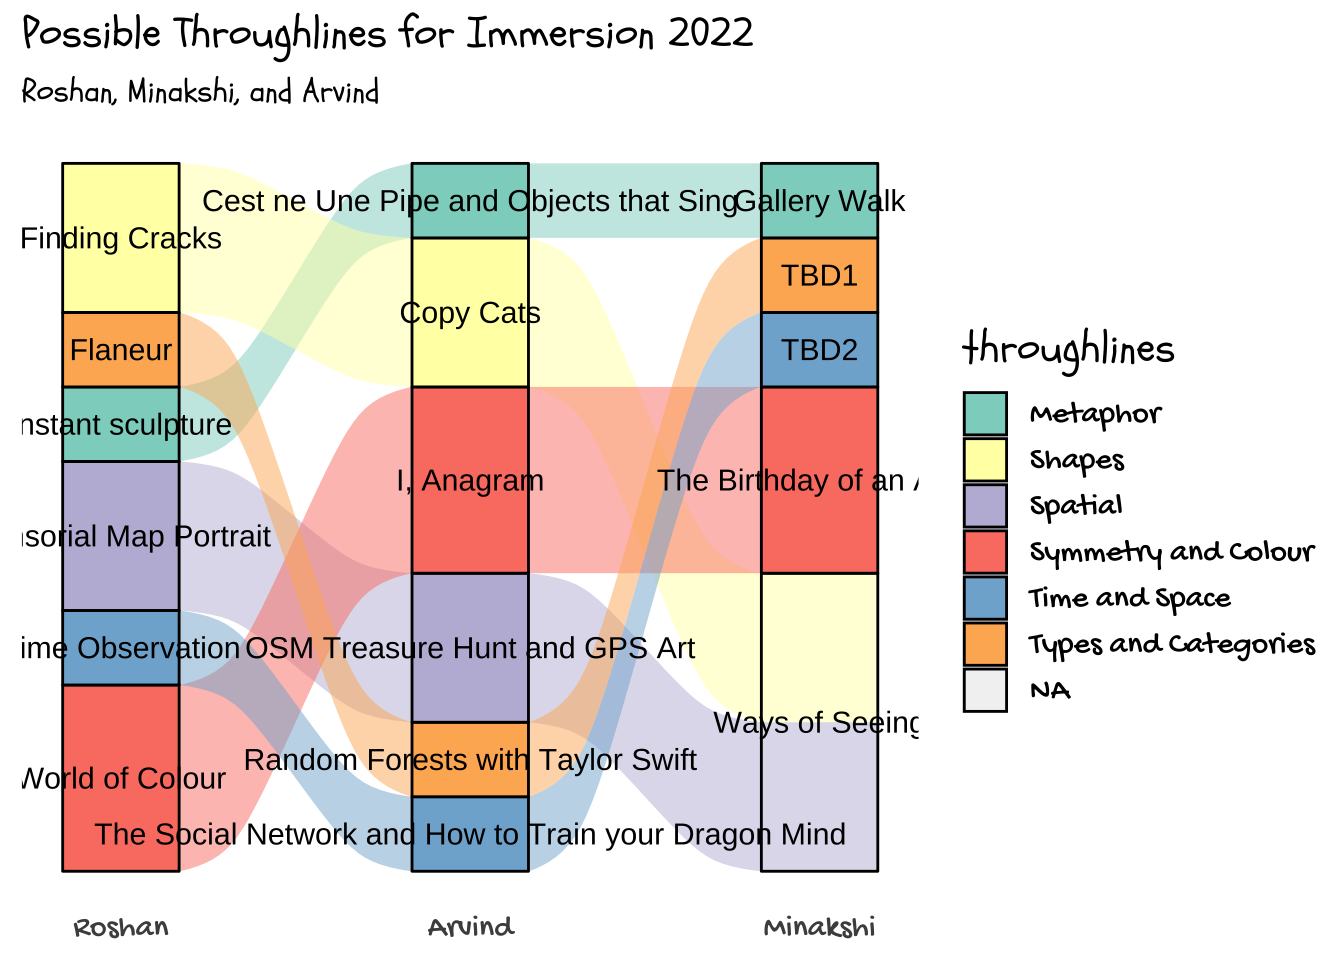 Possible Throughlines for Immersion 2022
Roshan, Minakshi, and Arvind
Finding Cracks
Flaneur
nstant sculpture
nsorial Map Portrait
ime Observation
World of Colour
Cest ne Une Pipe and Objects that Sing
Copy Cats
I, Anagram
OSM Treasure Hunt and GPS Art
Random Forests with Taylor Swift
The Social Network and How to Train your Dragon Mind
Gallery Walk
TBD1
TBD2
The Birthday of an
Ways of Seeing
Roshan
Arvind
Minakshi
throughlines
Metaphor
Shapes
Spatial
Symmetry and Colour
Time and Space
Types and Categories
NA